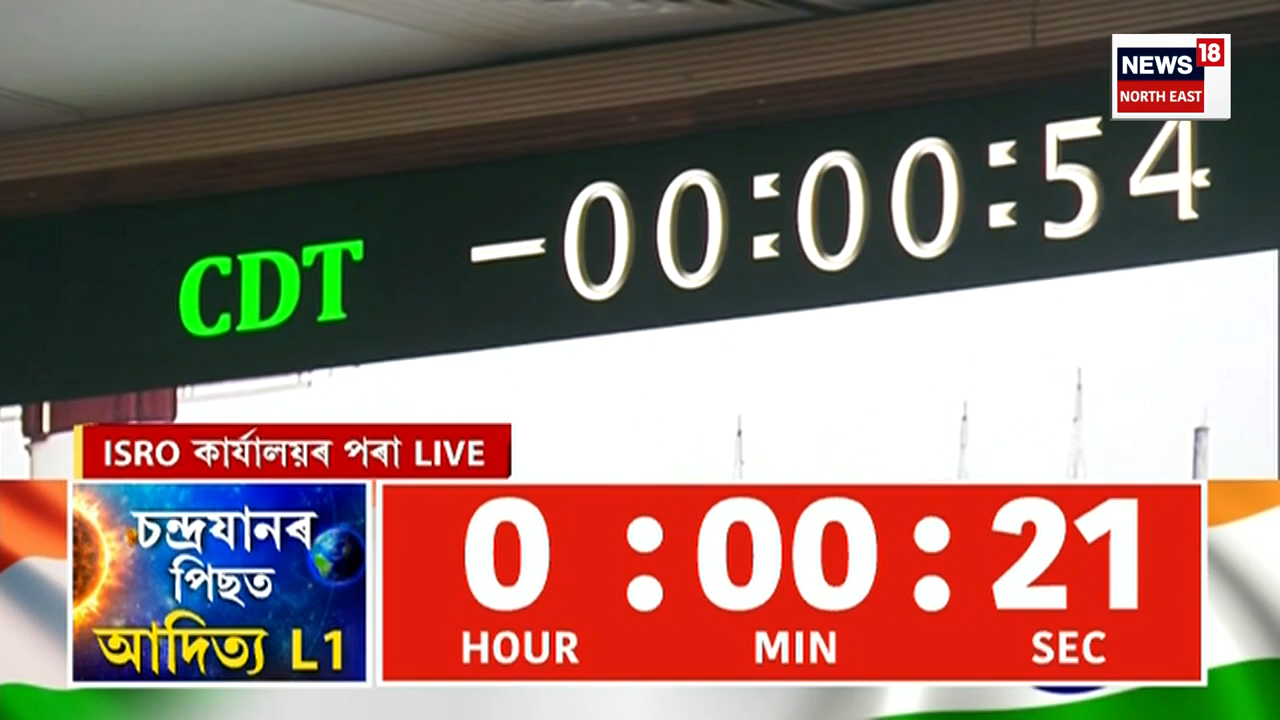 NEWS 18
NORTH EAST
CDT -00:00:54
ISRO কাৰ্যালয়ৰ পৰা LIVE
চন্দ্ৰযানৰ
পিছত
আদিত্য L1
0 : 00 : 21
HOUR MIN SEC